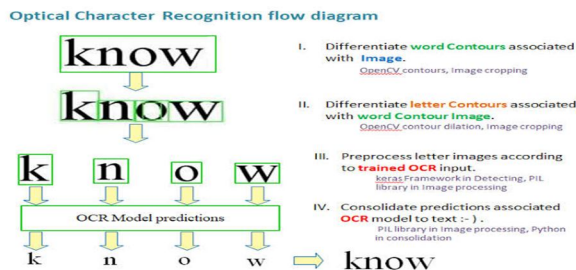 Optical Character Recognition flow diagram
know
know
k n o w
OCR Model predictions
k n o w know
I. Differentiate word Contours associated
with Image.
OpenCV contours, Image cropping
II. Differentiate letter Contours associated
with word Contour Image.
OpenCV contour dilation, Image cropping
III. Preprocess letter images according
to trained OCR input.
keras Framework in Detecting, PIL
library in Image processing
IV. Consolidate predictions associated
OCR model to text :- ) .
PIL library in Image processing, Python
in consolidation